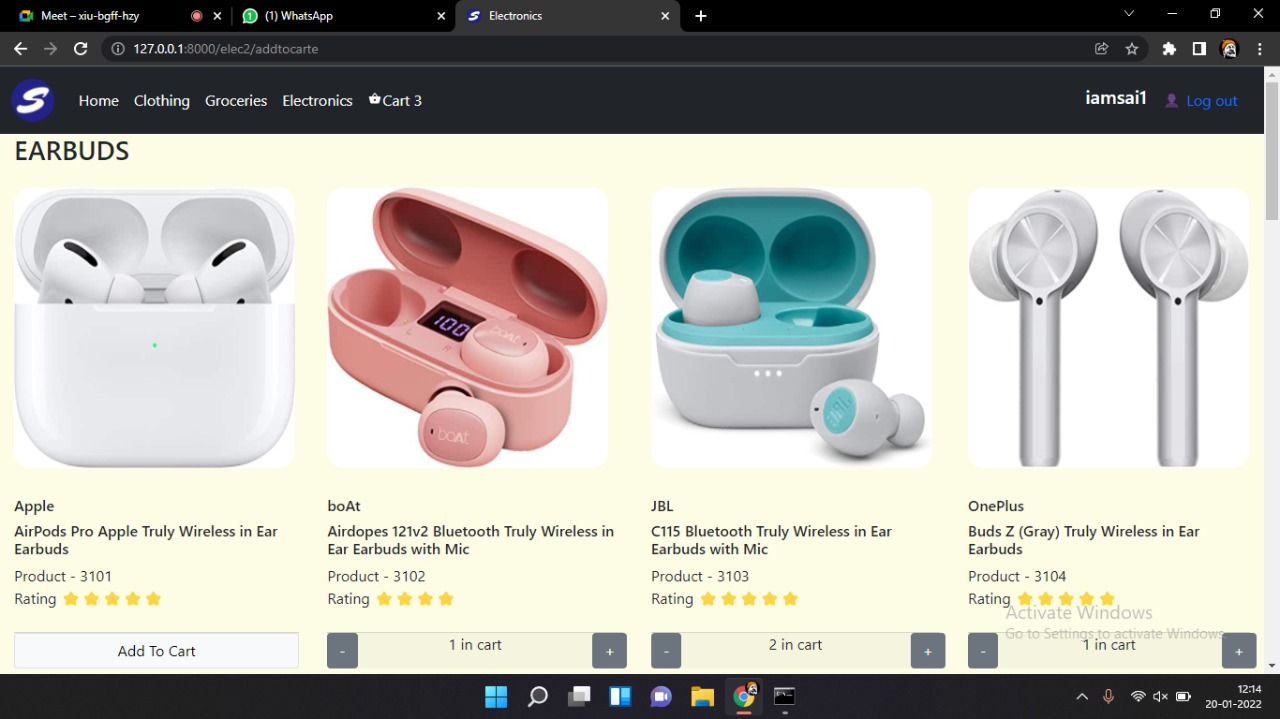 Meet – xiu-bgff-hzy
(1) WhatsApp
Electronics
127.0.0.1:8000/elec2/addtocarte
S
Home Clothing Groceries Electronics Cart 3
iamsai1 Log out
EARBUDS
100
boAt
boAt
JBL
Apple
AirPods Pro Apple Truly Wireless in Ear
Earbuds
Product - 3101
Rating
Add To Cart
boAt
Airdopes 121v2 Bluetooth Truly Wireless in
Ear Earbuds with Mic
Product - 3102
Rating
- 1 in cart +
JBL
C115 Bluetooth Truly Wireless in Ear
Earbuds with Mic
Product - 3103
Rating
- 2 in cart +
OnePlus
Buds Z (Gray) Truly Wireless in Ear
Earbuds
Product - 3104
Rating
- 1 in cart +
Activate Windows
Go to Settings to activate Windows.
12:14
20-01-2022